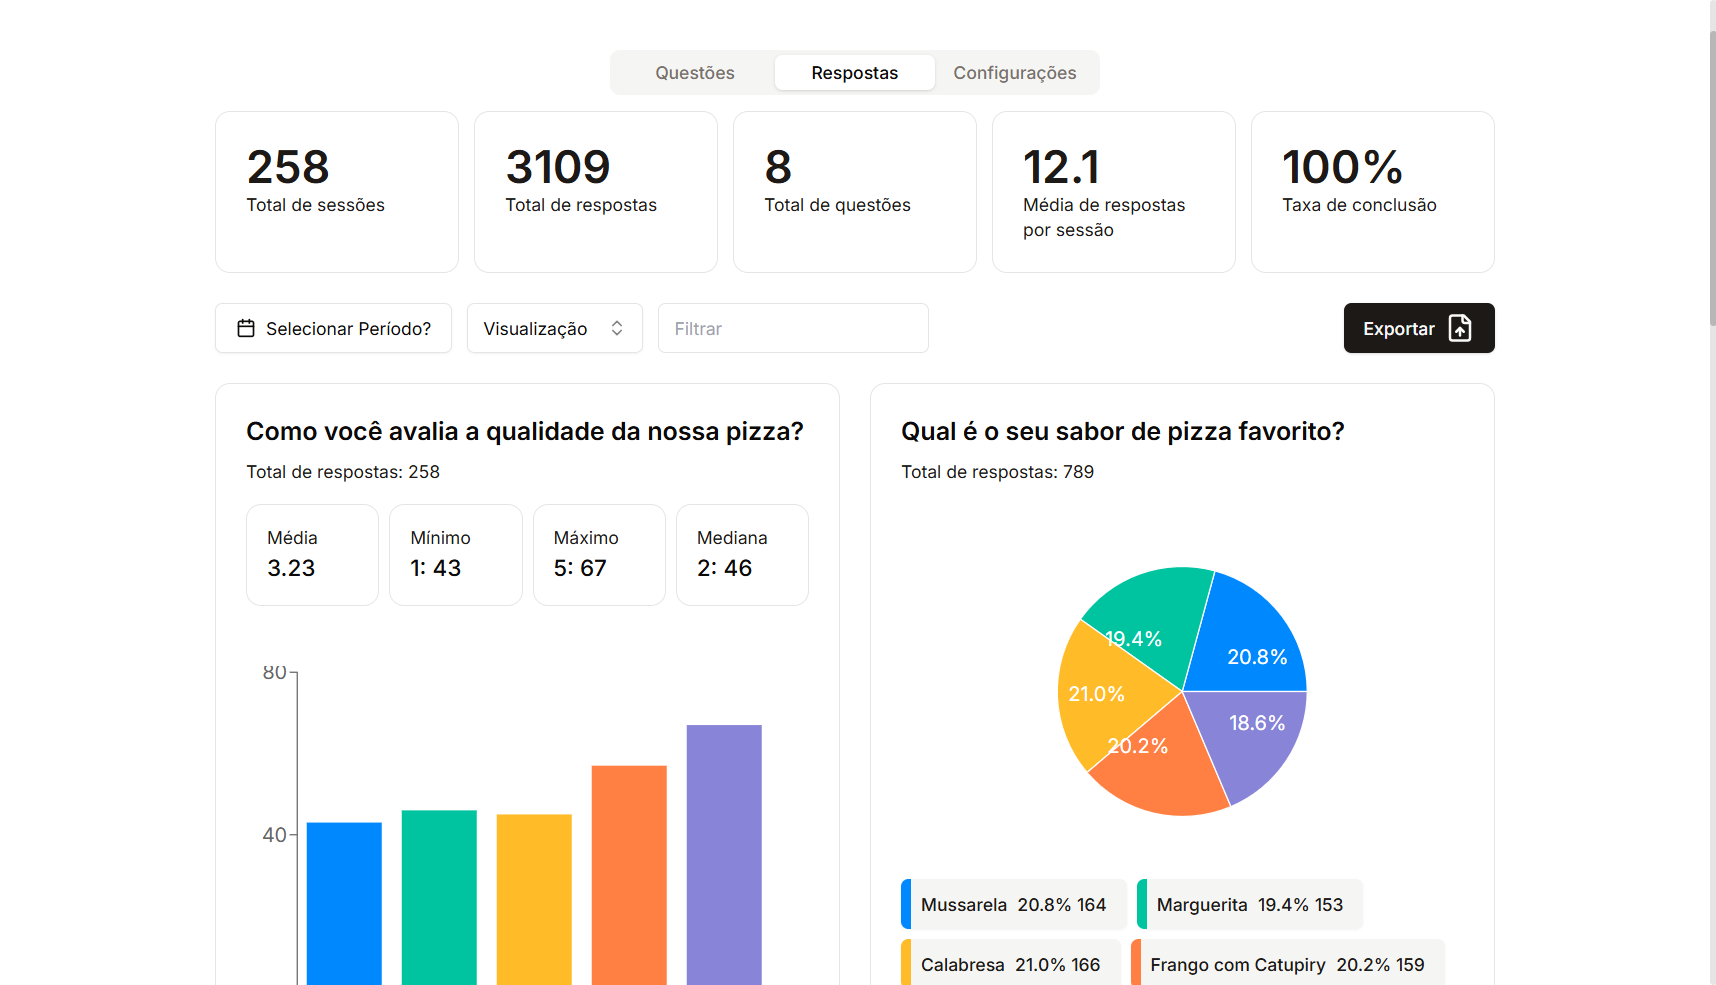 Questões
Respostas
Configurações
258
Total de sessões
3109
Total de respostas
8
Total de questões
12.1
Média de respostas
por sessão
100%
Taxa de conclusão
Selecionar Período?
Visualização
Filtrar
Exportar
Como você avalia a qualidade da nossa pizza?
Total de respostas: 258
Média
3.23
Mínimo
1: 43
Máximo
5: 67
Mediana
2: 46
80
40
Qual é o seu sabor de pizza favorito?
Total de respostas: 789
19.4%
20.8%
21.0%
18.6%
20.2%
Mussarela 20.8% 164
Marguerita 19.4% 153
Calabresa 21.0% 166
Frango com Catupiry 20.2% 159